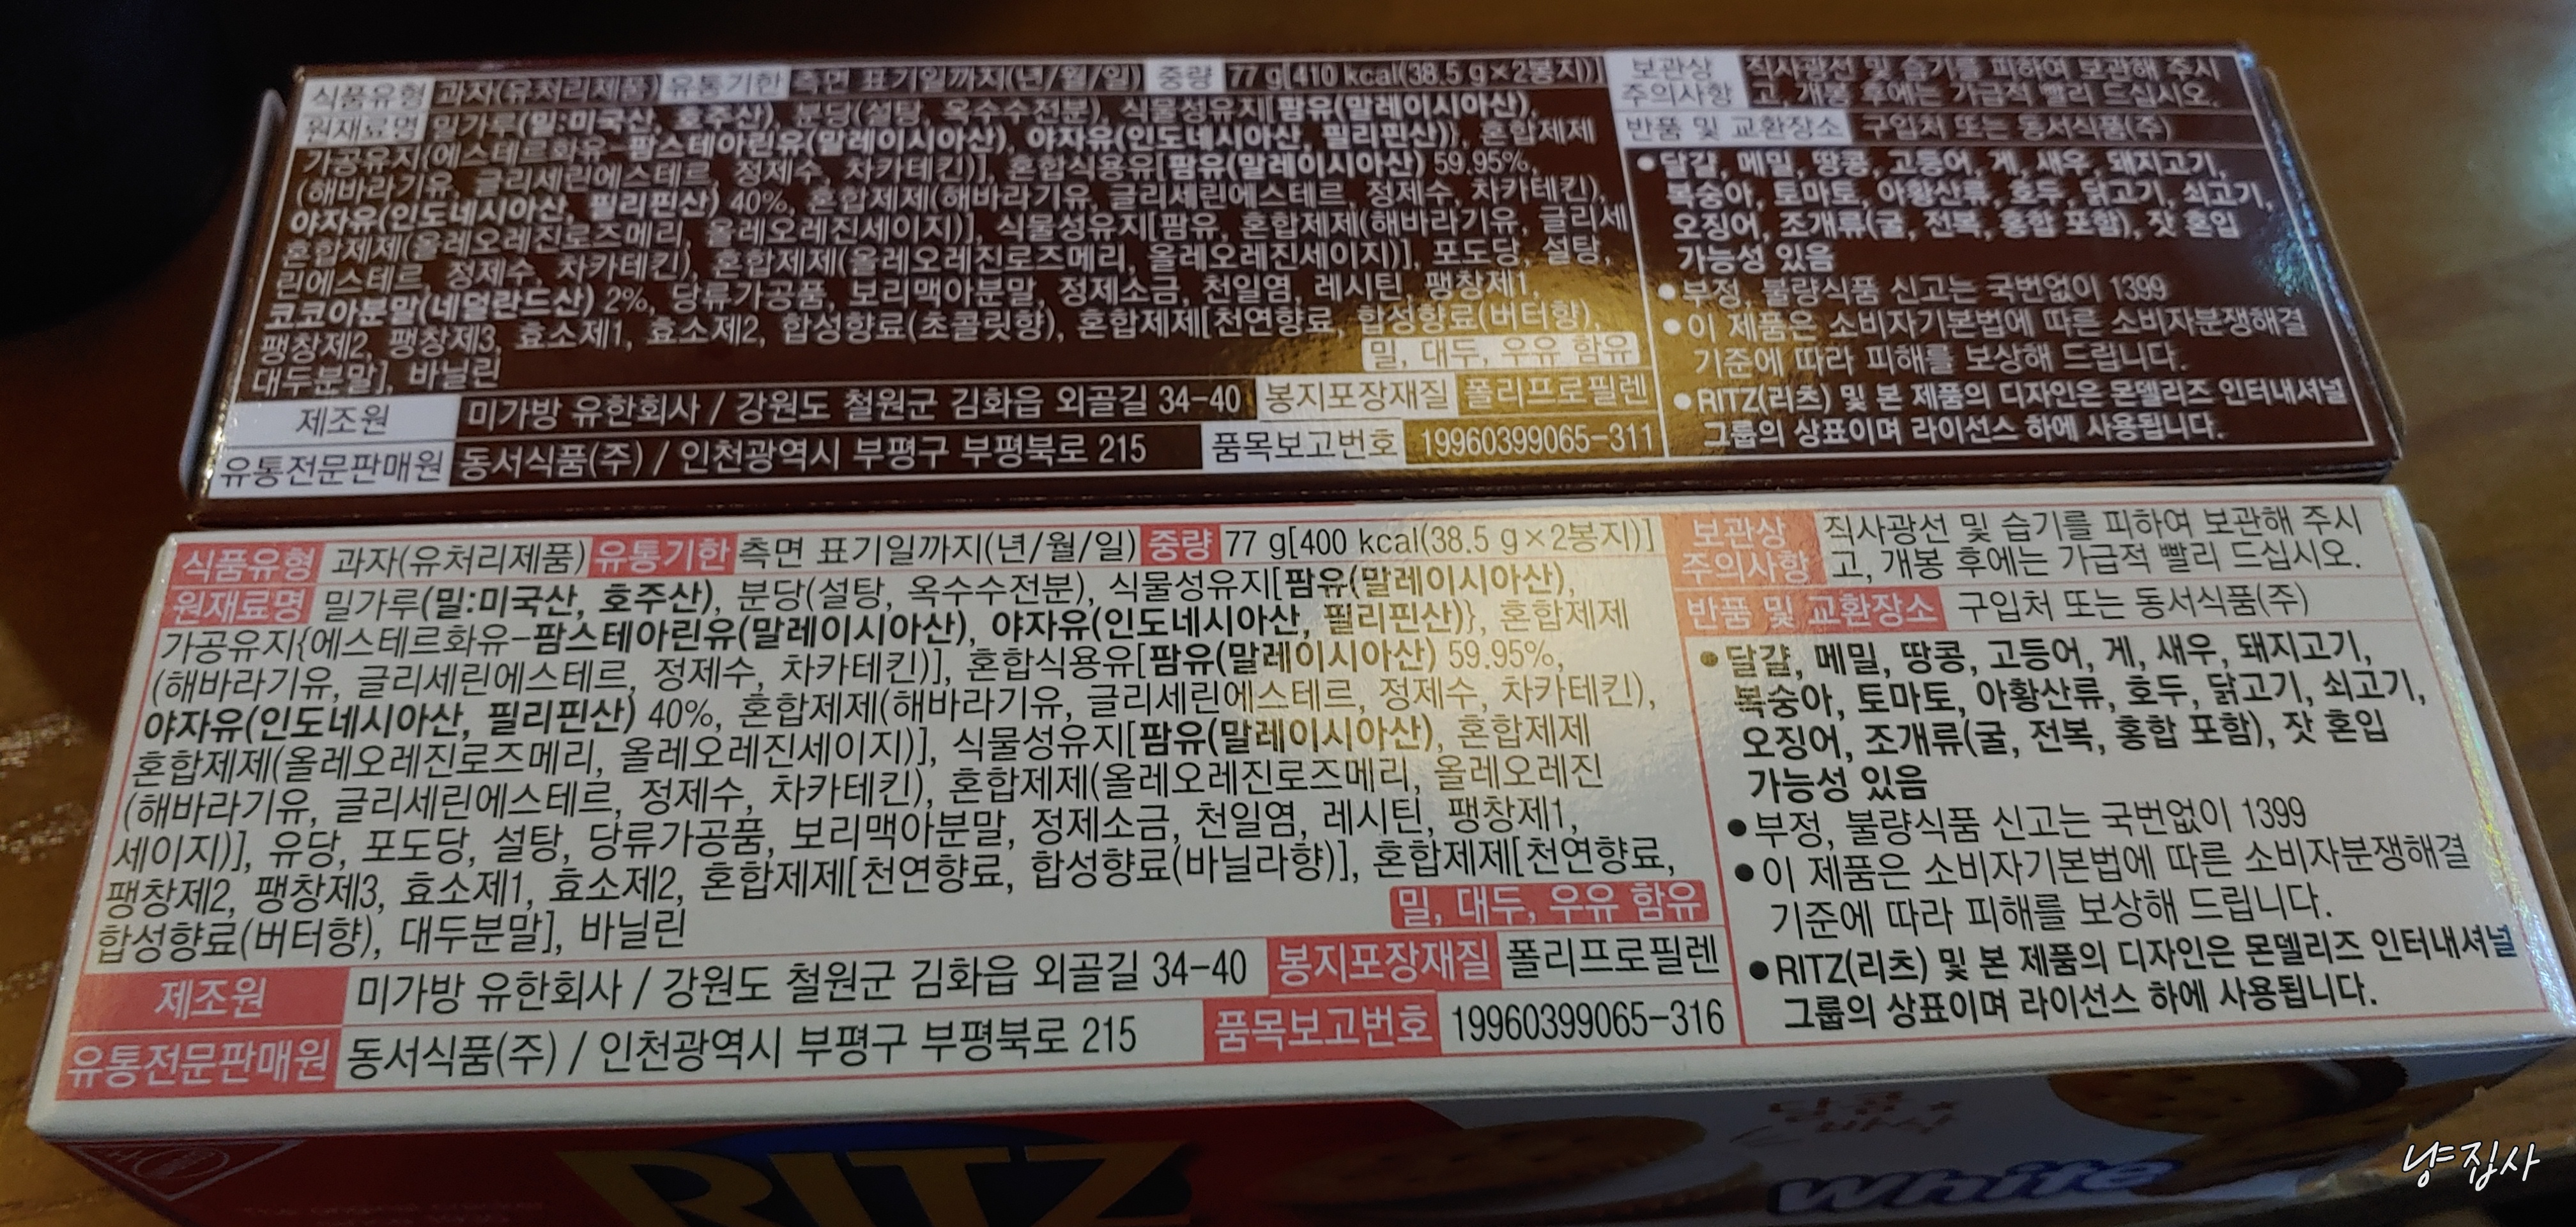 식품유형 과자(유처리제품) 유통기한 측면 표기일까지(년/월/일) 중량 77 g[410 kcal(38.5 g×2봉지)]
원재료명 밀가루(밀:미국산, 호주산), 분당(설탕, 옥수수전분), 식물성유지[팜유(말레이시아산),
가공유지{에스테르화유-팜스테아린유(말레이시아산), 야자유(인도네시아산, 필리핀산)}, 혼합제제
(해바라기유, 글리세린에스테르, 정제수, 차카테킨)], 혼합식용유[팜유(말레이시아산) 59.95%,
야자유(인도네시아산, 필리핀산) 40%, 혼합제제(해바라기유, 글리세린에스테르, 정제수, 차카테킨),
혼합제제(올레오레진로즈메리, 올레오레진세이지)], 식물성유지[팜유, 혼합제제(해바라기유, 글리세
린에스테르, 정제수, 차카테킨), 혼합제제(올레오레진로즈메리, 올레오레진세이지)], 포도당, 설탕,
코코아분말(네덜란드산) 2%, 당류가공품, 보리맥아분말, 정제소금, 천일염, 레시틴, 팽창제1,
팽창제2, 팽창제3, 효소제1, 효소제2, 합성향료(초콜릿향), 혼합제제[천연향료, 합성향료(버터향),
대두분말], 바닐린
밀, 대두, 우유 함유
제조원 미가방 유한회사 / 강원도 철원군 김화읍 외골길 34-40 봉지포장재질 폴리프로필렌
유통전문판매원 동서식품(주) / 인천광역시 부평구 부평북로 215 품목보고번호 19960399065-311
보관상 주의사항 직사광선 및 습기를 피하여 보관해 주시
고, 개봉 후에는 가급적 빨리 드십시오.
반품 및 교환장소 구입처 또는 동서식품(주)
●달걀, 메밀, 땅콩, 고등어, 게, 새우, 돼지고기,
복숭아, 토마토, 아황산류, 호두, 닭고기, 쇠고기,
오징어, 조개류(굴, 전복, 홍합 포함), 잣 혼입
가능성 있음
●부정, 불량식품 신고는 국번없이 1399
●이 제품은 소비자기본법에 따른 소비자분쟁해결
기준에 따라 피해를 보상해 드립니다.
●RITZ(리츠) 및 본 제품의 디자인은 몬델리즈 인터내셔널
그룹의 상표이며 라이선스 하에 사용됩니다.
식품유형 과자(유처리제품) 유통기한 측면 표기일까지(년/월/일) 중량 77 g[400 kcal(38.5 g×2봉지)]
원재료명 밀가루(밀:미국산, 호주산), 분당(설탕, 옥수수전분), 식물성유지[팜유(말레이시아산),
가공유지{에스테르화유-팜스테아린유(말레이시아산), 야자유(인도네시아산, 필리핀산)}, 혼합제제
(해바라기유, 글리세린에스테르, 정제수, 차카테킨)], 혼합식용유[팜유(말레이시아산) 59.95%,
야자유(인도네시아산, 필리핀산) 40%, 혼합제제(해바라기유, 글리세린에스테르, 정제수, 차카테킨),
혼합제제(올레오레진로즈메리, 올레오레진세이지)], 식물성유지[팜유(말레이시아산), 혼합제제
(해바라기유, 글리세린에스테르, 정제수, 차카테킨), 혼합제제(올레오레진로즈메리, 올레오레진
세이지)], 유당, 포도당, 설탕, 당류가공품, 보리맥아분말, 정제소금, 천일염, 레시틴, 팽창제1,
팽창제2, 팽창제3, 효소제1, 효소제2, 혼합제제[천연향료, 합성향료(바닐라향)], 혼합제제[천연향료,
합성향료(버터향), 대두분말], 바닐린
밀, 대두, 우유 함유
제조원 미가방 유한회사 / 강원도 철원군 김화읍 외골길 34-40 봉지포장재질 폴리프로필렌
유통전문판매원 동서식품(주) / 인천광역시 부평구 부평북로 215 품목보고번호 19960399065-316
보관상 주의사항 직사광선 및 습기를 피하여 보관해 주시
고, 개봉 후에는 가급적 빨리 드십시오.
반품 및 교환장소 구입처 또는 동서식품(주)
●달걀, 메밀, 땅콩, 고등어, 게, 새우, 돼지고기,
복숭아, 토마토, 아황산류, 호두, 닭고기, 쇠고기,
오징어, 조개류(굴, 전복, 홍합 포함), 잣 혼입
가능성 있음
●부정, 불량식품 신고는 국번없이 1399
●이 제품은 소비자기본법에 따른 소비자분쟁해결
기준에 따라 피해를 보상해 드립니다.
●RITZ(리츠) 및 본 제품의 디자인은 몬델리즈 인터내셔널
그룹의 상표이며 라이선스 하에 사용됩니다.
RITZ
White
냥집사